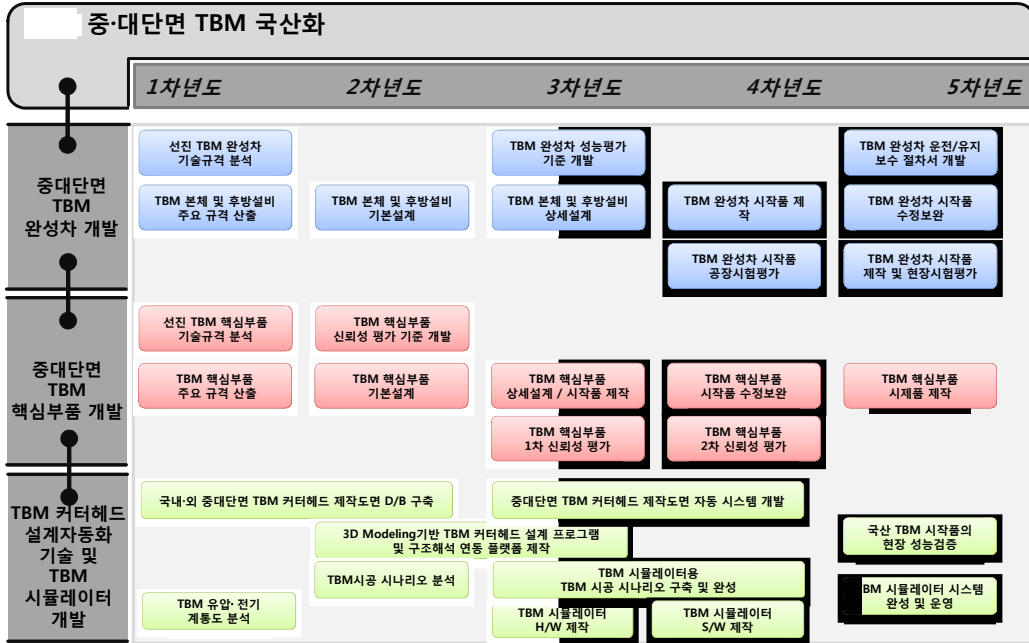 중·대단면 TBM 국산화
1차년도 2차년도 3차년도 4차년도 5차년도
중대단면
TBM
완성차 개발
선진 TBM 완성차
기술규격 분석
TBM 완성차 성능평가
기준 개발
TBM 완성차 운전/유지
보수 절차서 개발
TBM 본체 및 후방설비
주요 규격 산출
TBM 본체 및 후방설비
기본설계
TBM 본체 및 후방설비
상세설계
TBM 완성차 시작품 제
작
TBM 완성차 시작품
수정보완
TBM 완성차 시작품
공장시험평가
TBM 완성차 시작품
제작 및 현장시험평가
중대단면
TBM
핵심부품 개발
선진 TBM 핵심부품
기술규격 분석
TBM 핵심부품
신뢰성 평가 기준 개발
TBM 핵심부품
주요 규격 산출
TBM 핵심부품
기본설계
TBM 핵심부품
상세설계 / 시작품 제작
TBM 핵심부품
시작품 수정보완
TBM 핵심부품
시제품 제작
TBM 핵심부품
1차 신뢰성 평가
TBM 핵심부품
2차 신뢰성 평가
TBM 커터헤드
설계자동화
기술 및
TBM
시뮬레이터
개발
국내·외 중대단면 TBM 커터헤드 제작도면 D/B 구축
중대단면 TBM 커터헤드 제작도면 자동 시스템 개발
3D Modeling기반 TBM 커터헤드 설계 프로그램
및 구조해석 연동 플랫폼 제작
국산 TBM 시작품의
현장 성능검증
TBM시공 시나리오 분석
TBM 시뮬레이터용
TBM 시공 시나리오 구축 및 완성
BM 시뮬레이터 시스템
완성 및 운영
TBM 유압· 전기
계통도 분석
TBM 시뮬레이터
H/W 제작
TBM 시뮬레이터
S/W 제작